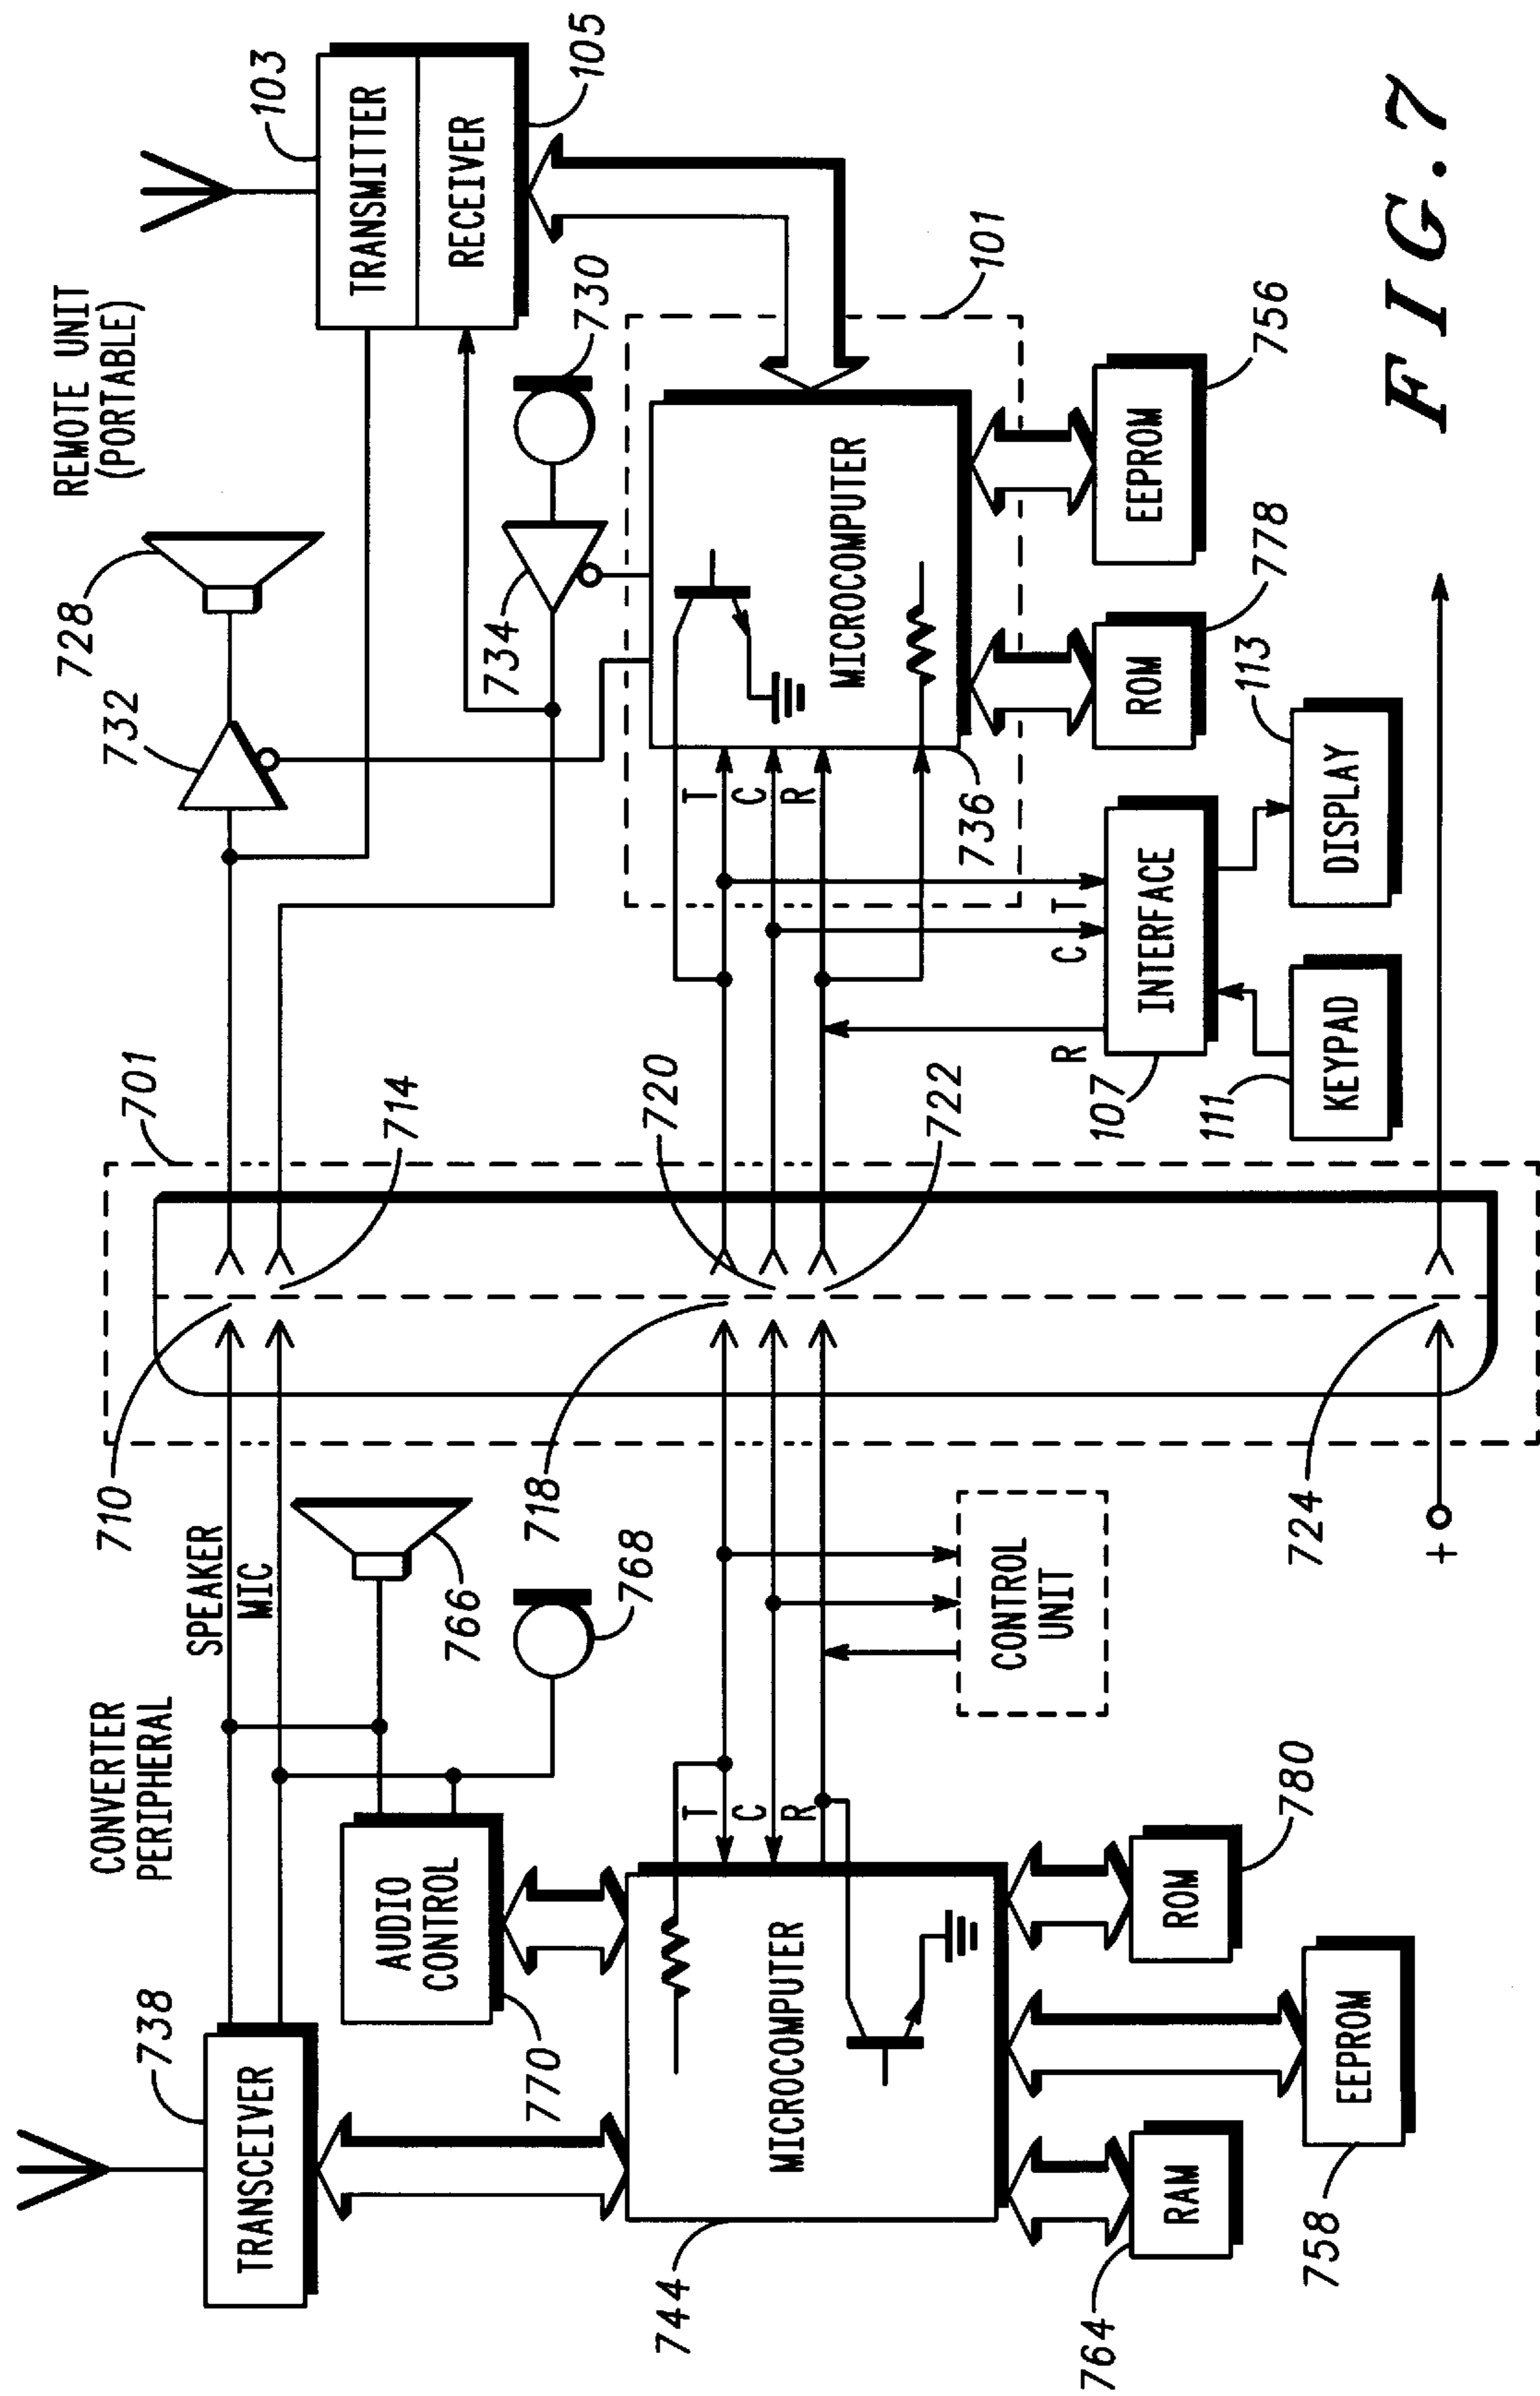 CONVERTER
PERIPHERAL
REMOTE UNIT
(PORTABLE)
738
TRANSCEIVER
SPEAKER
MIC
710
701
714
732
728
103
TRANSMITTER
RECEIVER
105
770
AUDIO
CONTROL
766
768
718
720
722
734
730
101
744
MICROCOMPUTER
T
C
R
T
C
R
MICROCOMPUTER
736
CONTROL
UNIT
R
C
T
107
INTERFACE
764
RAM
758
EEPROM
ROM
780
724
+
111
KEYPAD
DISPLAY
113
ROM
778
EEPROM
756
FIG.7